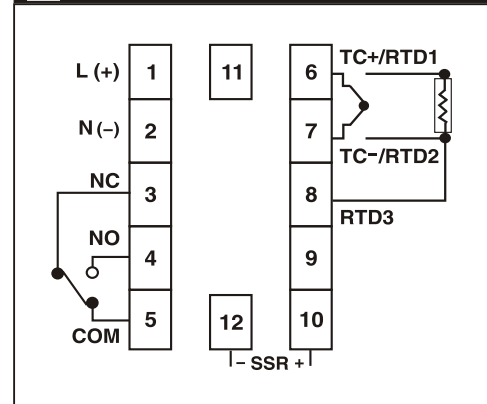 L (+) 1 11 6 TC+/RTD1
N (−) 2 7 TC−/RTD2
NC 3 8 RTD3
NO 4 9
COM 5 12 10
− SSR +